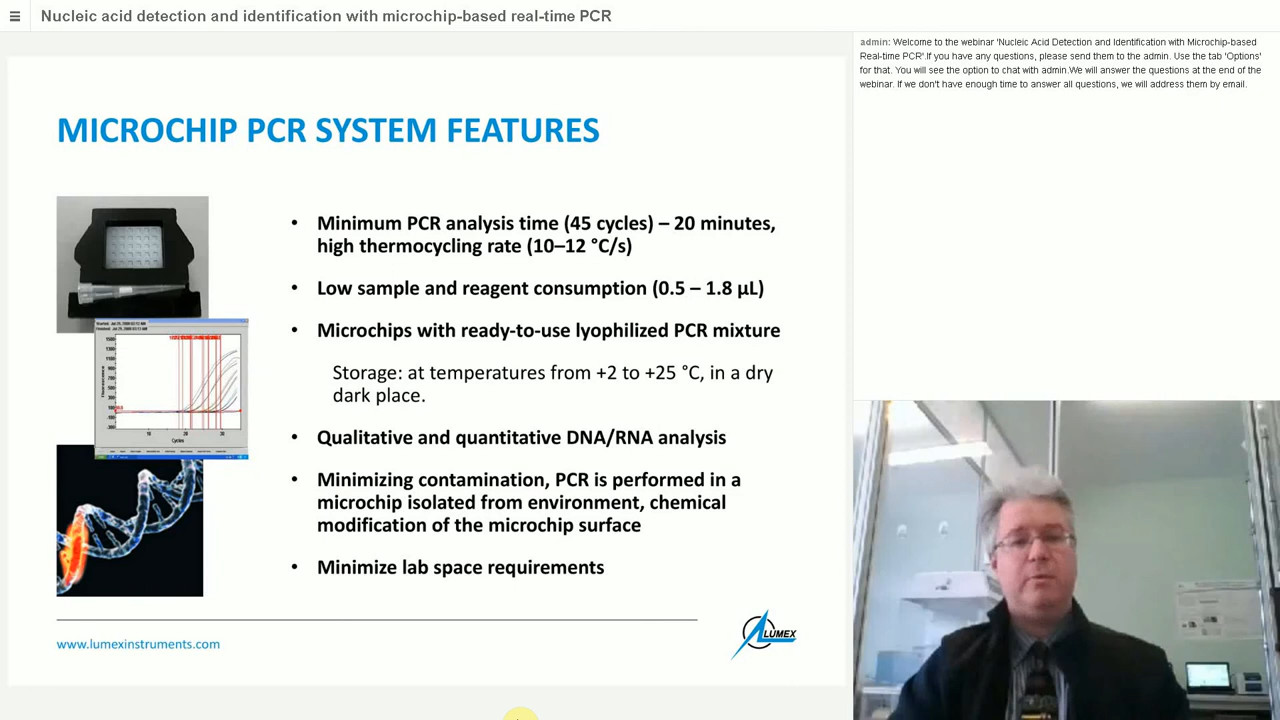 Nucleic acid detection and identification with microchip-based real-time PCR
admin: Welcome to the webinar 'Nucleic Acid Detection and Identification with Microchip-based
Real-time PCR'.If you have any questions, please send them to the admin. Use the tab 'Options'
for that. You will see the option to chat with admin.We will answer the questions at the end of the
webinar. If we don't have enough time to answer all questions, we will address them by email.
MICROCHIP PCR SYSTEM FEATURES
• Minimum PCR analysis time (45 cycles) – 20 minutes,
high thermocycling rate (10–12 °C/s)
• Low sample and reagent consumption (0.5 – 1.8 µL)
• Microchips with ready-to-use lyophilized PCR mixture
Storage: at temperatures from +2 to +25 °C, in a dry
dark place.
• Qualitative and quantitative DNA/RNA analysis
• Minimizing contamination, PCR is performed in a
microchip isolated from environment, chemical
modification of the microchip surface
• Minimize lab space requirements
Cycles
www.lumexinstruments.com
LUMEX